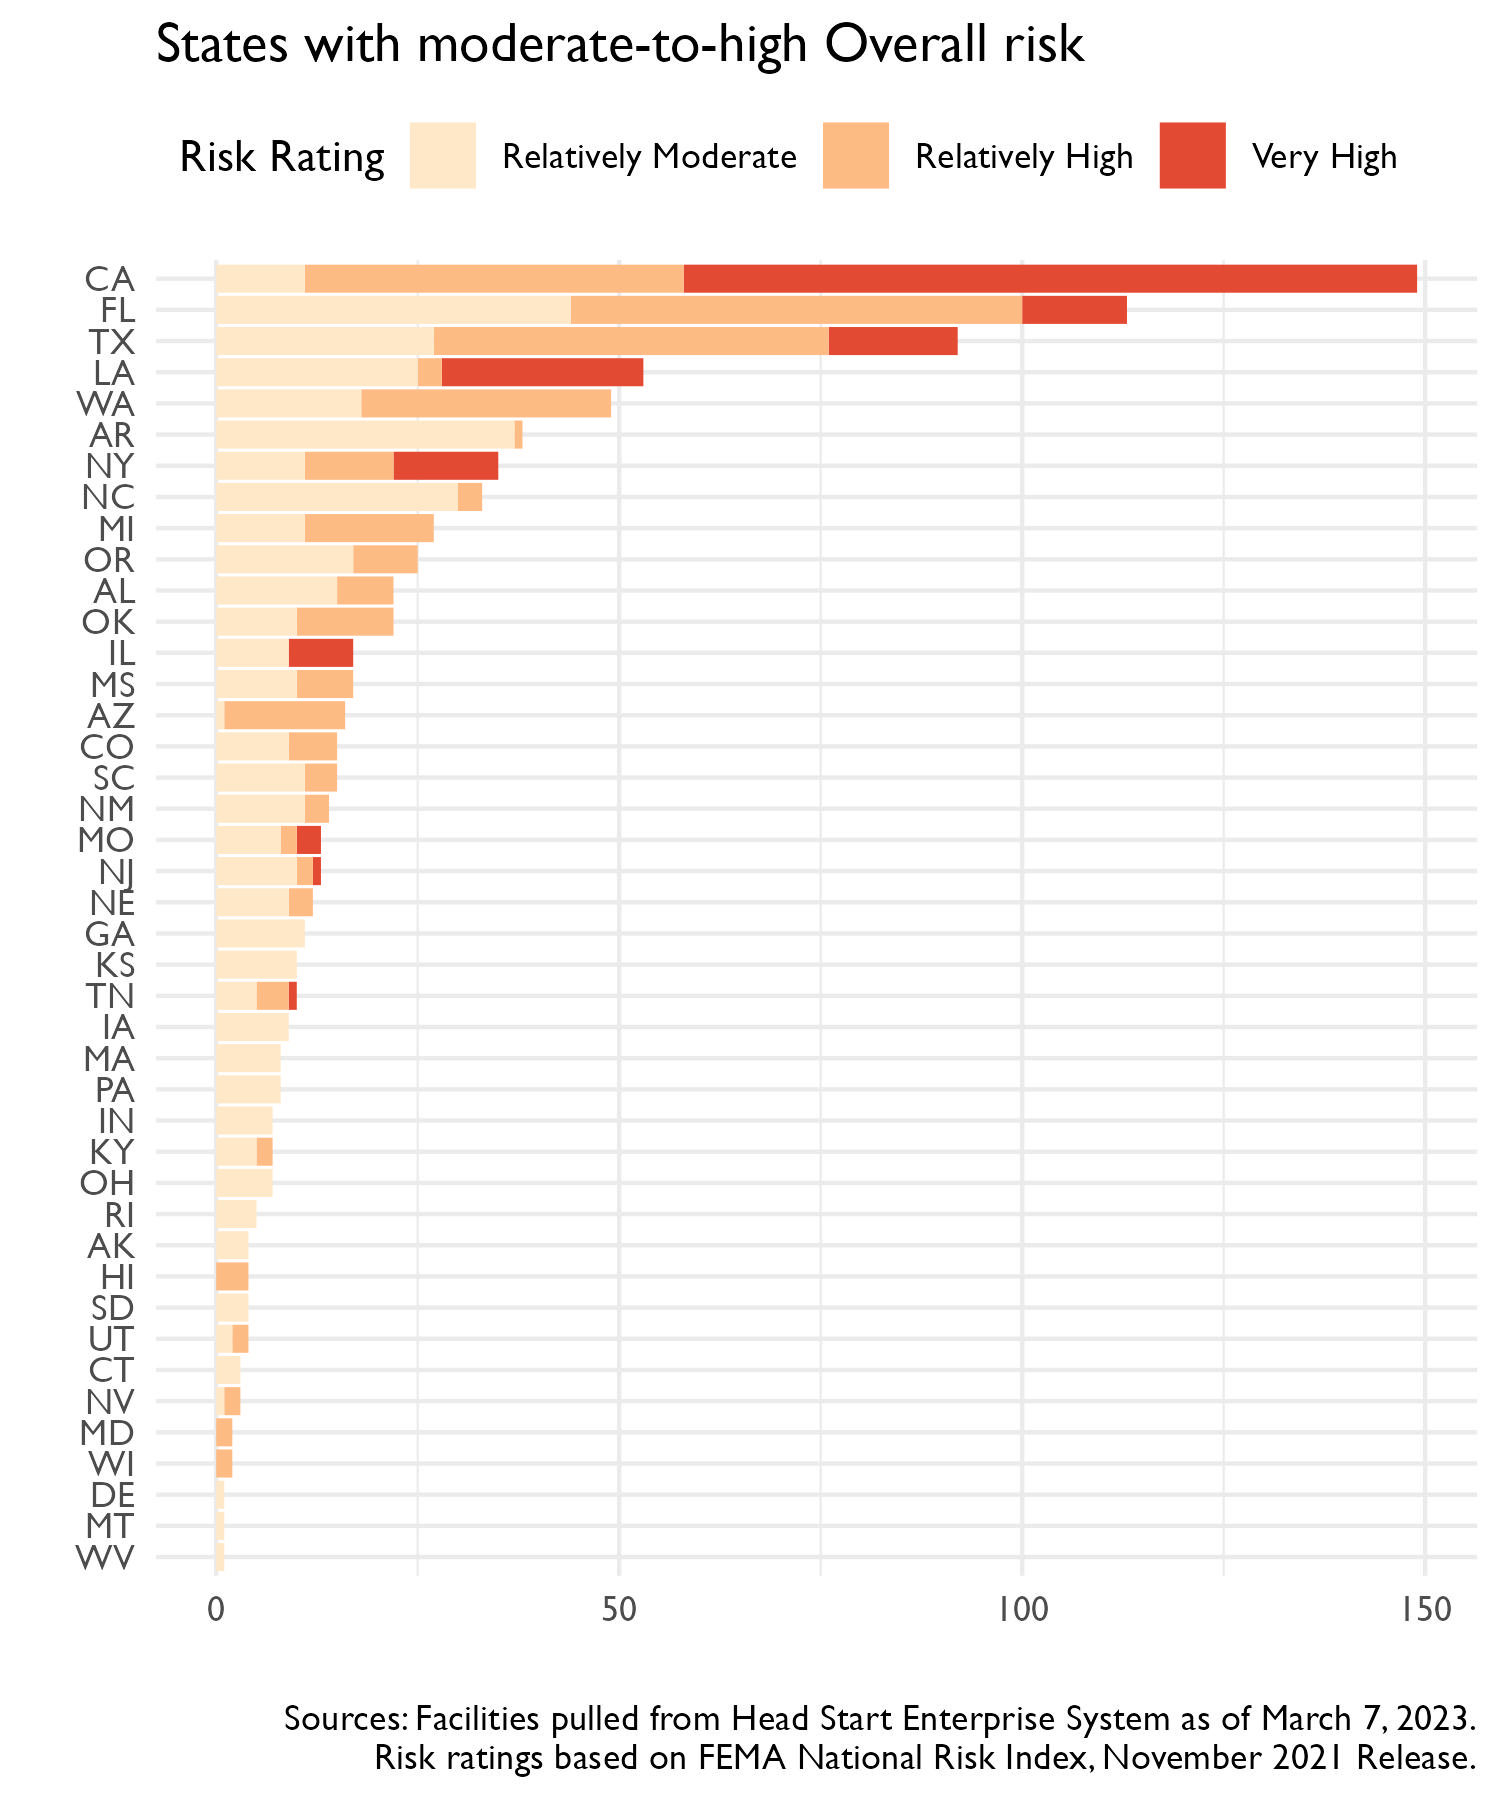 States with moderate-to-high Overall risk
Risk Rating Relatively Moderate Relatively High Very High
CA
FL
TX
LA
WA
AR
NY
NC
MI
OR
AL
OK
IL
MS
AZ
CO
SC
NM
MO
NJ
NE
GA
KS
TN
IA
MA
PA
IN
KY
OH
RI
AK
HI
SD
UT
CT
NV
MD
WI
DE
MT
WV
0 50 100 150
Sources: Facilities pulled from Head Start Enterprise System as of March 7, 2023.
Risk ratings based on FEMA National Risk Index, November 2021 Release.